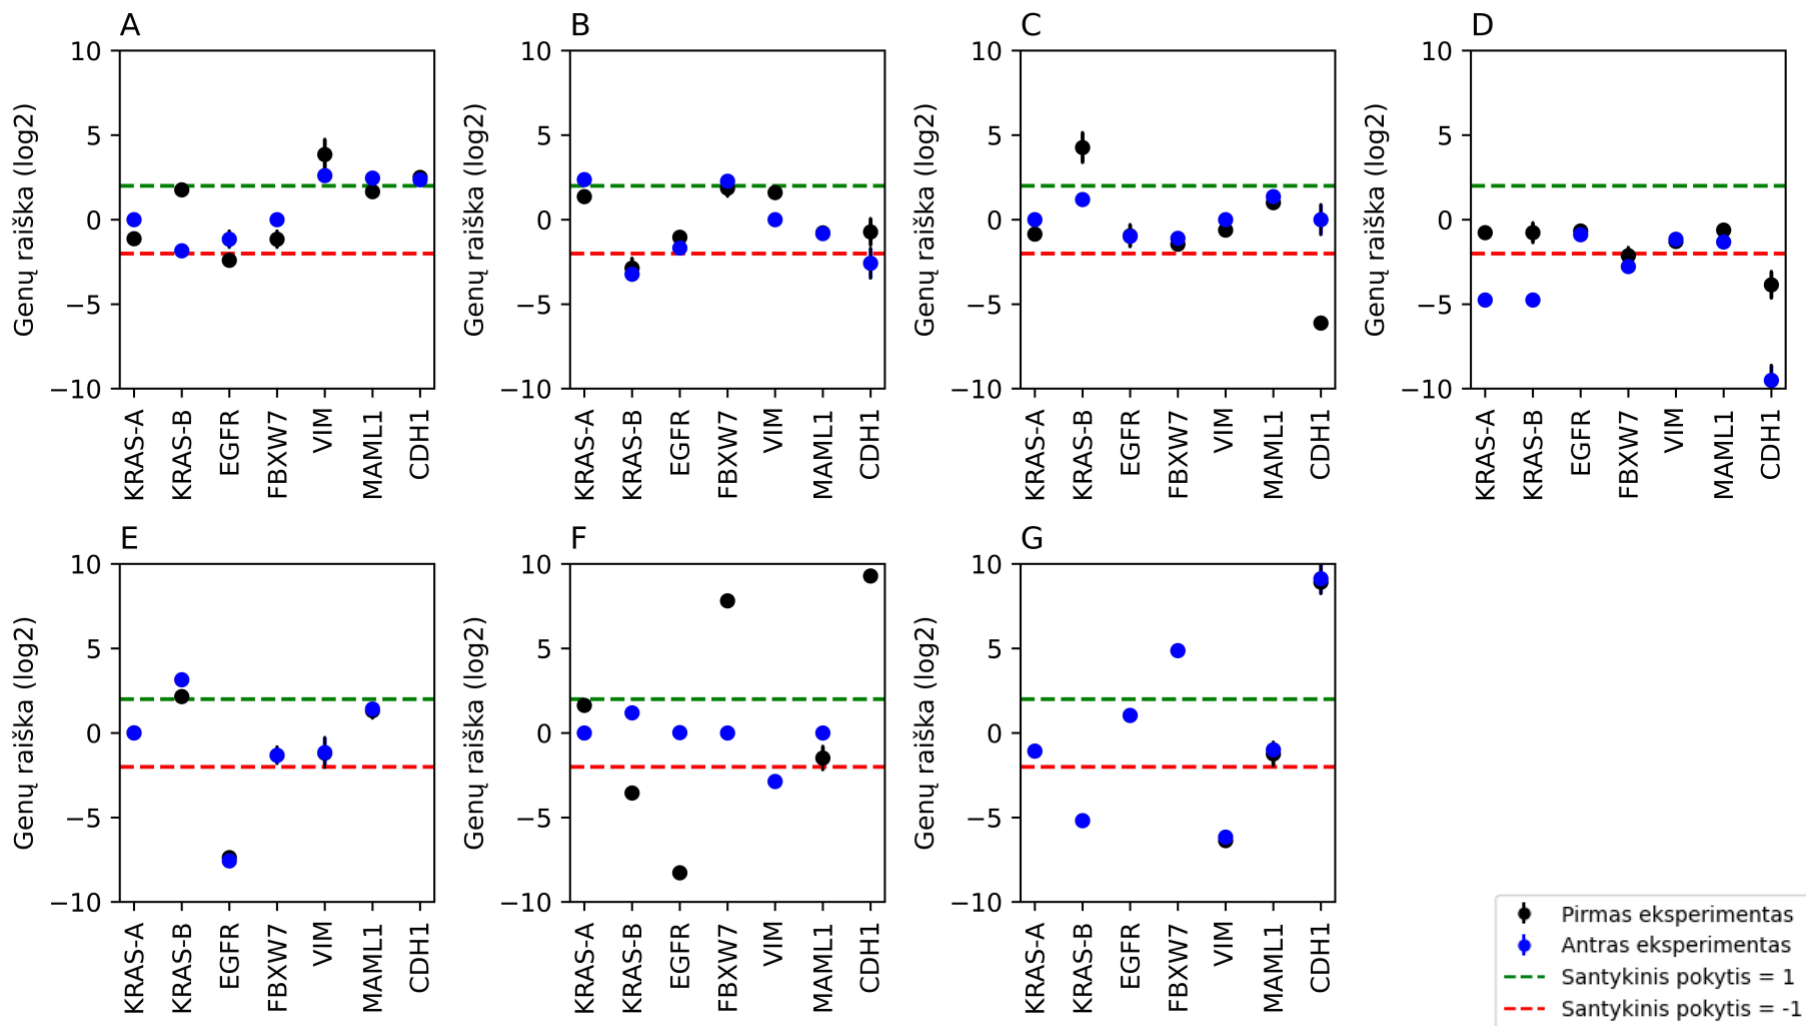 A
B
C
D
Genų raiška (log2)
10
5
0
−5
−10
KRAS-A
KRAS-B
EGFR
FBXW7
VIM
MAML1
CDH1
Genų raiška (log2)
10
5
0
−5
−10
KRAS-A
KRAS-B
EGFR
FBXW7
VIM
MAML1
CDH1
Genų raiška (log2)
10
5
0
−5
−10
KRAS-A
KRAS-B
EGFR
FBXW7
VIM
MAML1
CDH1
Genų raiška (log2)
10
5
0
−5
−10
KRAS-A
KRAS-B
EGFR
FBXW7
VIM
MAML1
CDH1
E
F
G
Genų raiška (log2)
10
5
0
−5
−10
KRAS-A
KRAS-B
EGFR
FBXW7
VIM
MAML1
CDH1
Genų raiška (log2)
10
5
0
−5
−10
KRAS-A
KRAS-B
EGFR
FBXW7
VIM
MAML1
CDH1
Genų raiška (log2)
10
5
0
−5
−10
KRAS-A
KRAS-B
EGFR
FBXW7
VIM
MAML1
CDH1
Pirmas eksperimentas
Antras eksperimentas
Santykinis pokytis = 1
Santykinis pokytis = -1